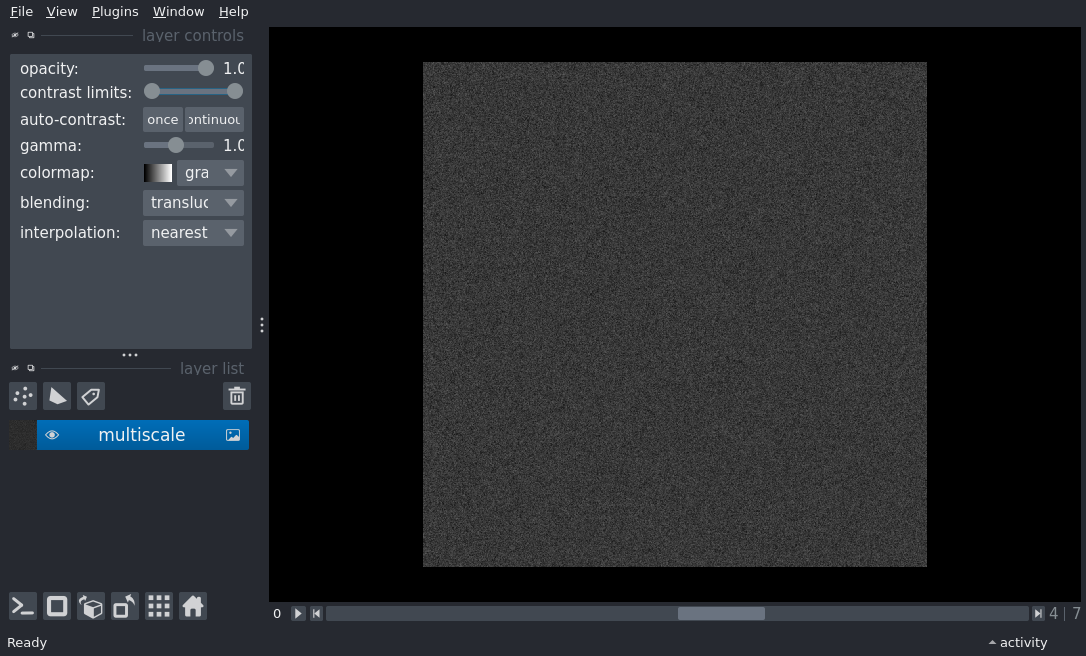 File View Plugins Window Help
layer controls
opacity: 1.0
contrast limits:
auto-contrast: once ontinuou
gamma: 1.0
colormap: gra
blending: transluc
interpolation: nearest
layer list
multiscale
0 4 | 7
Ready activity